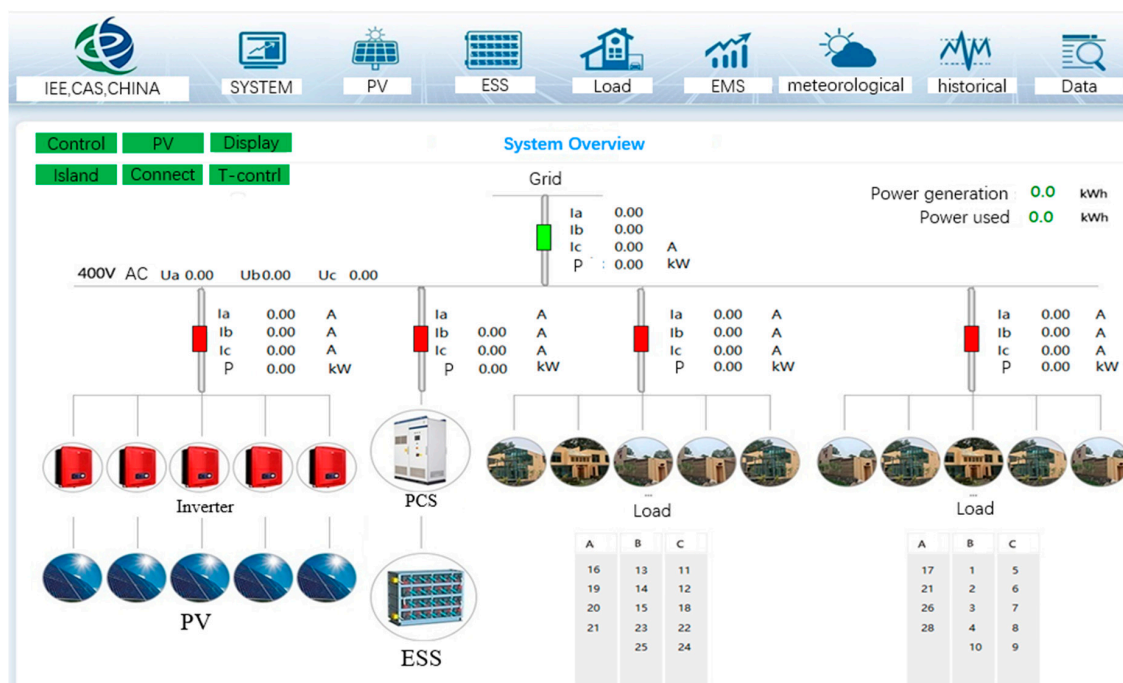 IEE,CAS,CHINA SYSTEM PV ESS Load EMS meteorological historical Data
Control PV Display
Island Connect T-contrl
System Overview
Power generation 0.0 kWh
Power used 0.0 kWh
Grid
Ia 0.00
Ib 0.00
Ic 0.00 A
P : 0.00 kW
400V AC Ua 0.00 Ub 0.00 Uc 0.00
Ia 0.00 A
Ib 0.00 A
Ic 0.00 A
P 0.00 kW
Ia A
Ib 0.00 A
Ic 0.00 A
P 0.00 kW
Ia 0.00 A
Ib 0.00 A
Ic 0.00 A
P 0.00 kW
Ia 0.00 A
Ib 0.00 A
Ic 0.00 A
P 0.00 kW
Inverter
PCS
PV
ESS
...
Load
A B C
16 13 11
19 14 12
20 15 18
21 23 22
25 24
...
Load
A B C
17 1 5
21 2 6
26 3 7
28 4 8
10 9